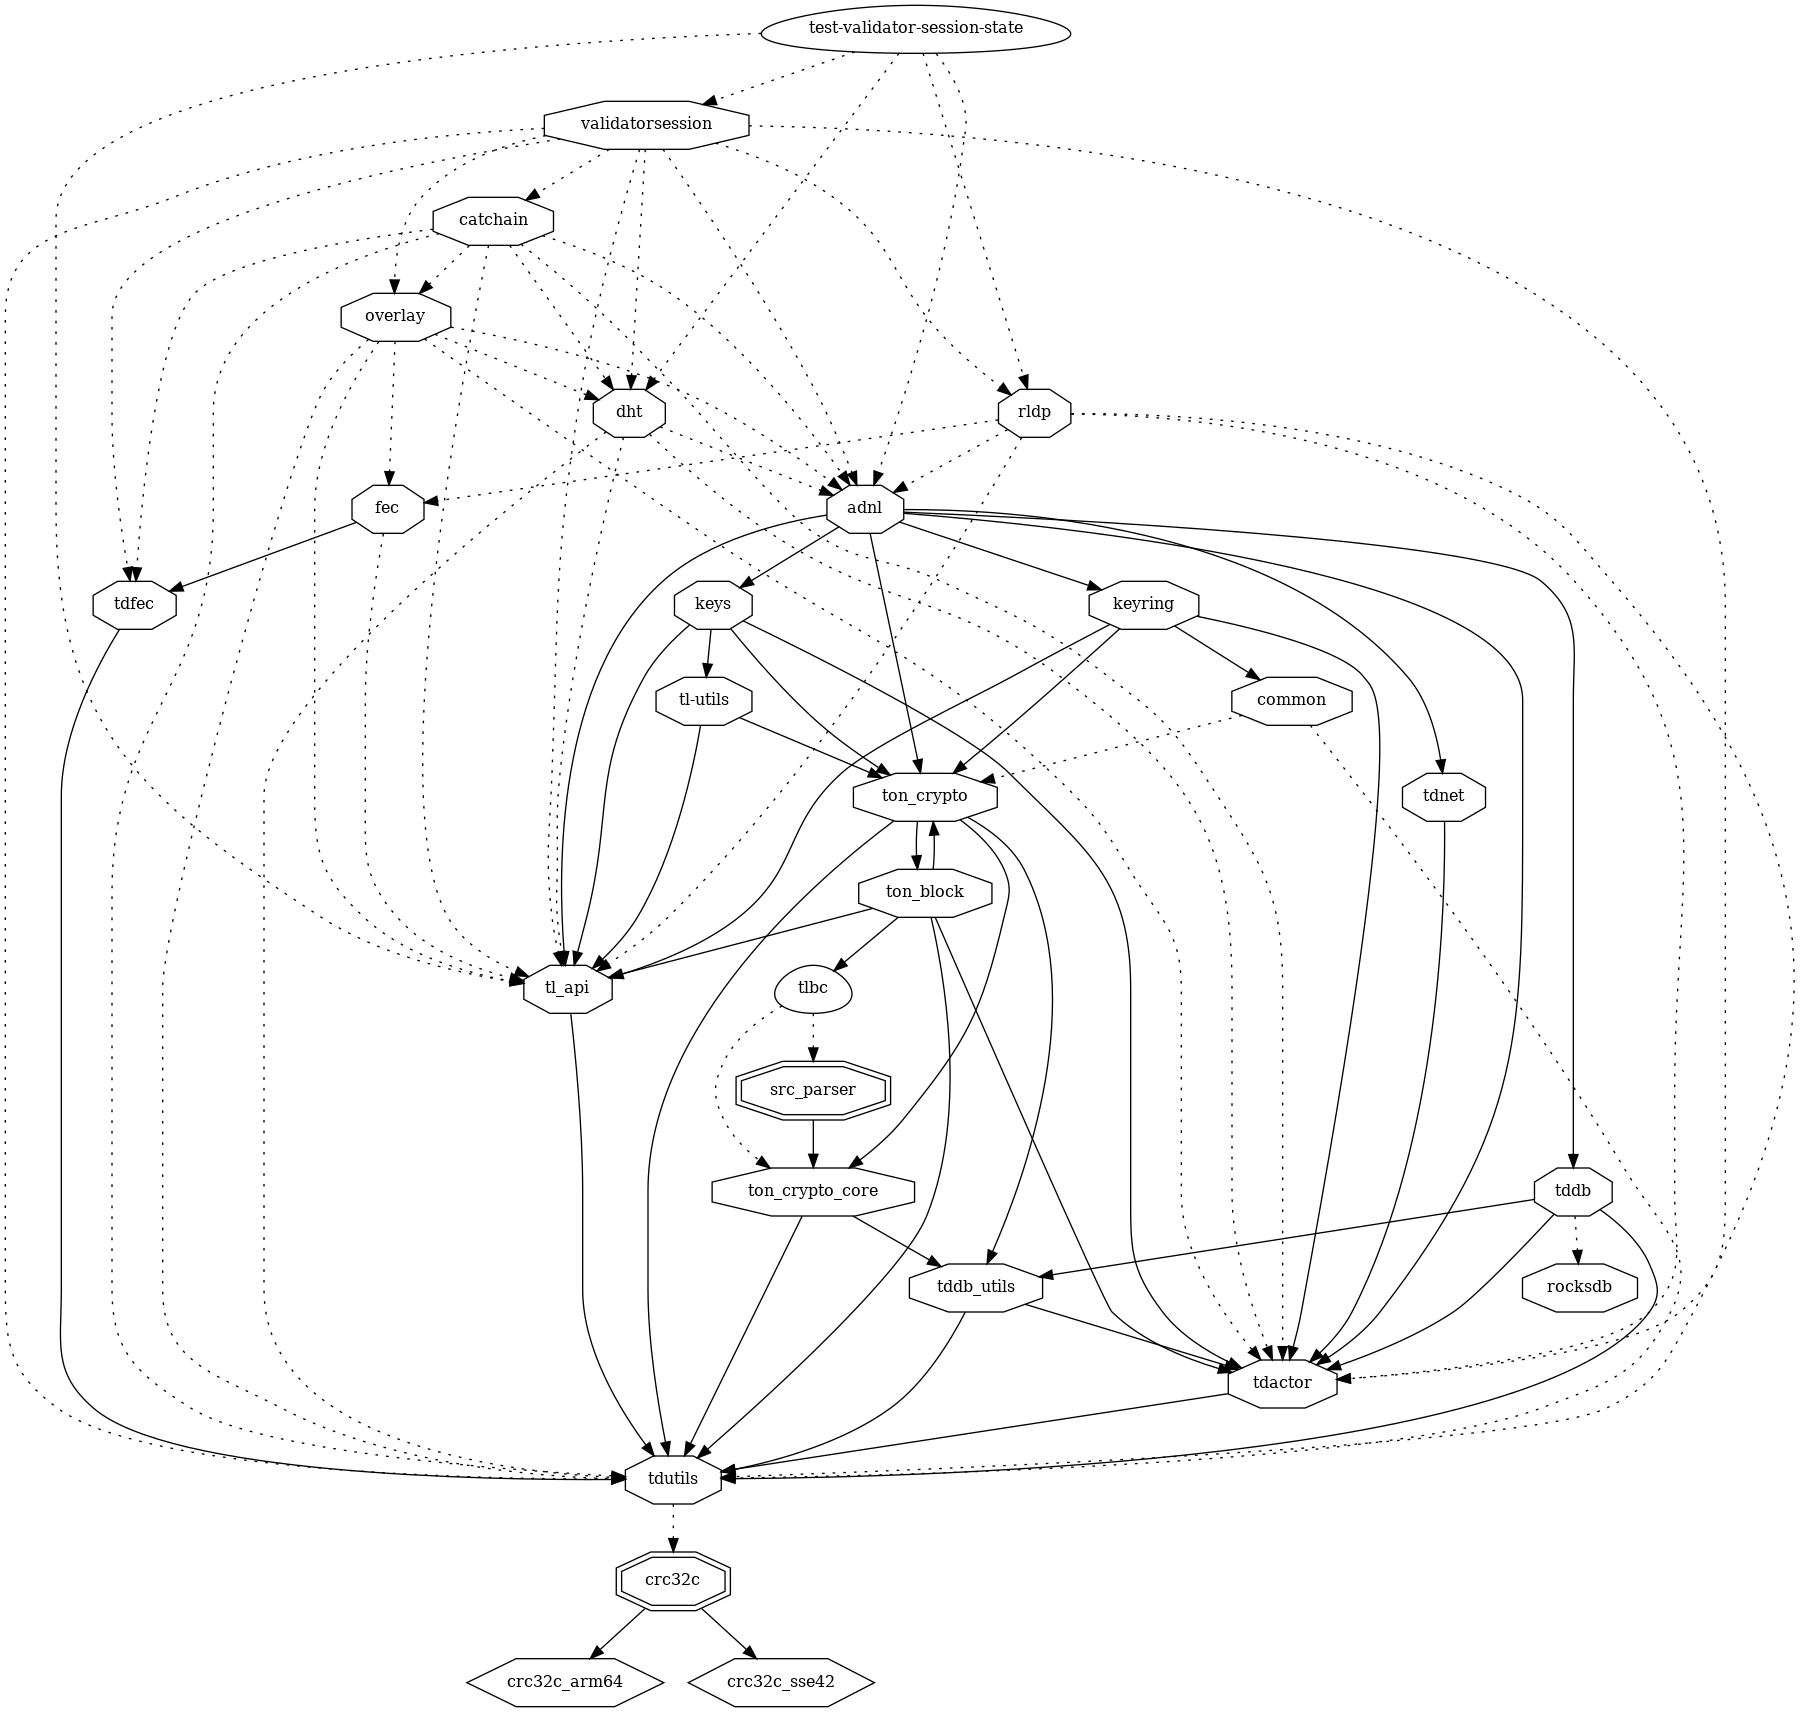 test-validator-session-state
validatorsession
catchain
overlay
dht
rldp
fec
adnl
tdfec
keys
keyring
tl-utils
common
ton_crypto
tdnet
ton_block
tl_api
tlbc
src_parser
ton_crypto_core
tddb
tddb_utils
rocksdb
tdactor
tdutils
crc32c
crc32c_arm64
crc32c_sse42